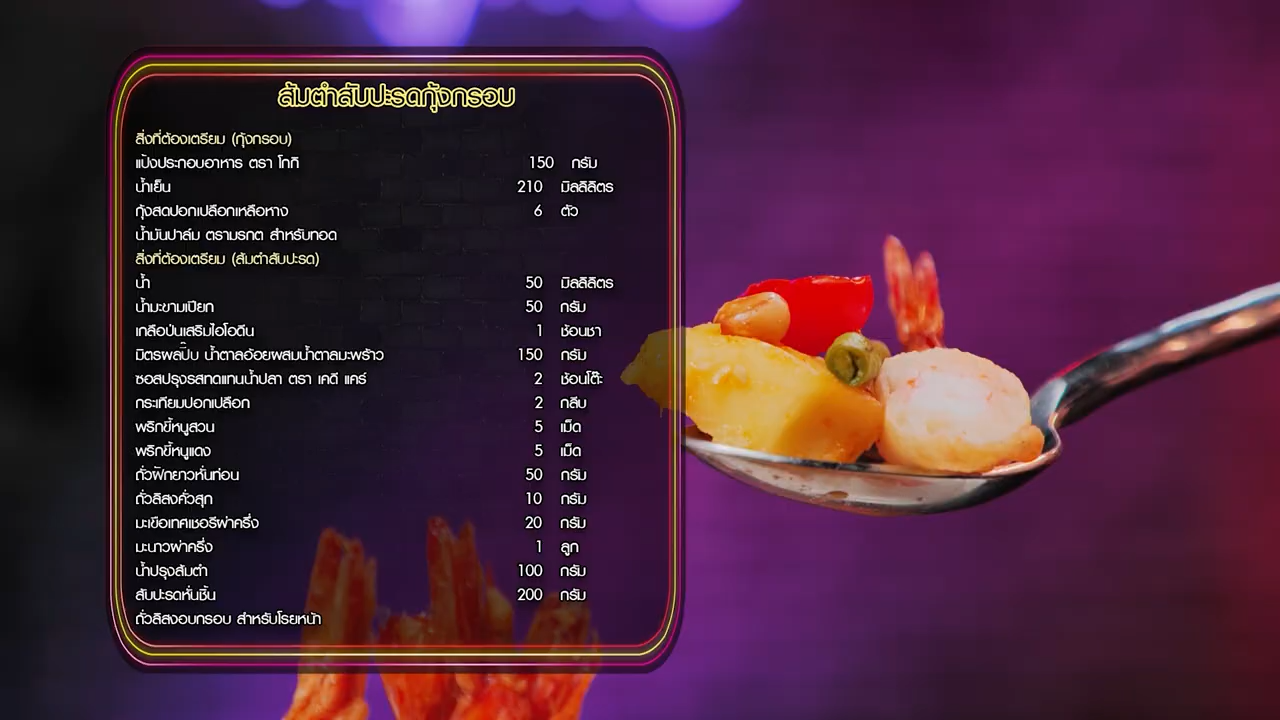 ส้มตำสับปะรดกุ้งกรอบ
สิ่งที่ต้องเตรียม (กุ้งกรอบ)
แป้งประกอบอาหาร ตรา โกกิ 150 กรัม
น้ำเย็น 210 มิลลิลิตร
กุ้งสดปอกเปลือกเหลือหาง 6 ตัว
น้ำมันปาล์ม ตรามรกต สำหรับทอด
สิ่งที่ต้องเตรียม (ส้มตำสับปะรด)
น้ำ 50 มิลลิลิตร
น้ำมะขามเปียก 50 กรัม
เกลือป่นเสริมไอโอดีน 1 ช้อนชา
มิตรผลปี๊บ น้ำตาลอ้อยผสมน้ำตาลมะพร้าว 150 กรัม
ซอสปรุงรสทดแทนน้ำปลา ตรา เคดี แคร์ 2 ช้อนโต๊ะ
กระเทียมปอกเปลือก 2 กลีบ
พริกขี้หนูสวน 5 เม็ด
พริกขี้หนูแดง 5 เม็ด
ถั่วฝักยาวหั่นท่อน 50 กรัม
ถั่วลิสงคั่วสุก 10 กรัม
มะเขือเทศเชอรีผ่าครึ่ง 20 กรัม
มะนาวผ่าครึ่ง 1 ลูก
น้ำปรุงส้มตำ 100 กรัม
สับปะรดหั่นชิ้น 200 กรัม
ถั่วลิสงอบกรอบ สำหรับโรยหน้า